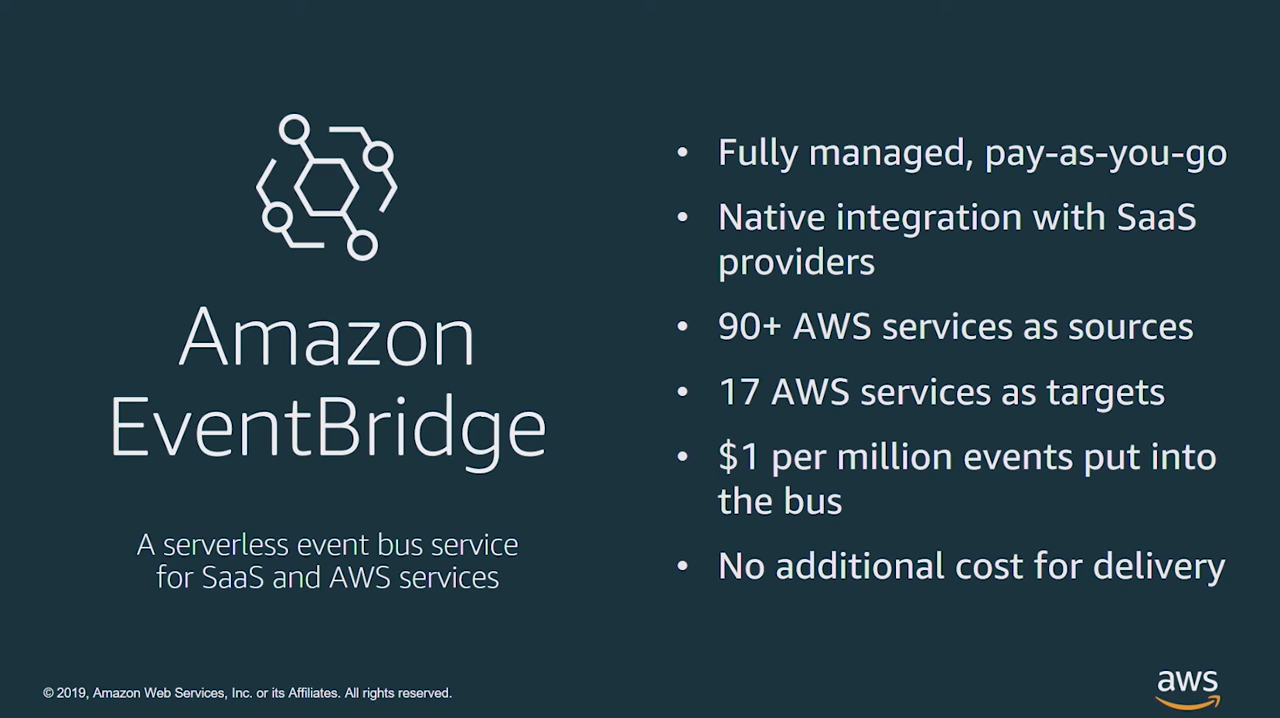 Amazon
EventBridge
A serverless event bus service
for SaaS and AWS services
• Fully managed, pay-as-you-go
• Native integration with SaaS
providers
• 90+ AWS services as sources
• 17 AWS services as targets
• $1 per million events put into
the bus
• No additional cost for delivery
© 2019, Amazon Web Services, Inc. or its Affiliates. All rights reserved.
aws